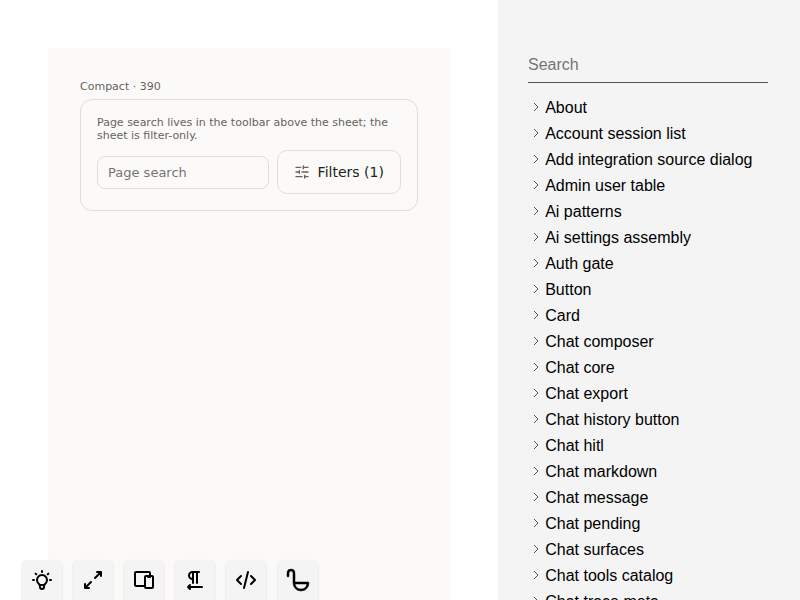 Compact · 390
Page search lives in the toolbar above the sheet; the
sheet is filter-only.
Page search
Filters (1)
Search
About
Account session list
Add integration source dialog
Admin user table
Ai patterns
Ai settings assembly
Auth gate
Button
Card
Chat composer
Chat core
Chat export
Chat history button
Chat hitl
Chat markdown
Chat message
Chat pending
Chat surfaces
Chat tools catalog
Chat trace meta